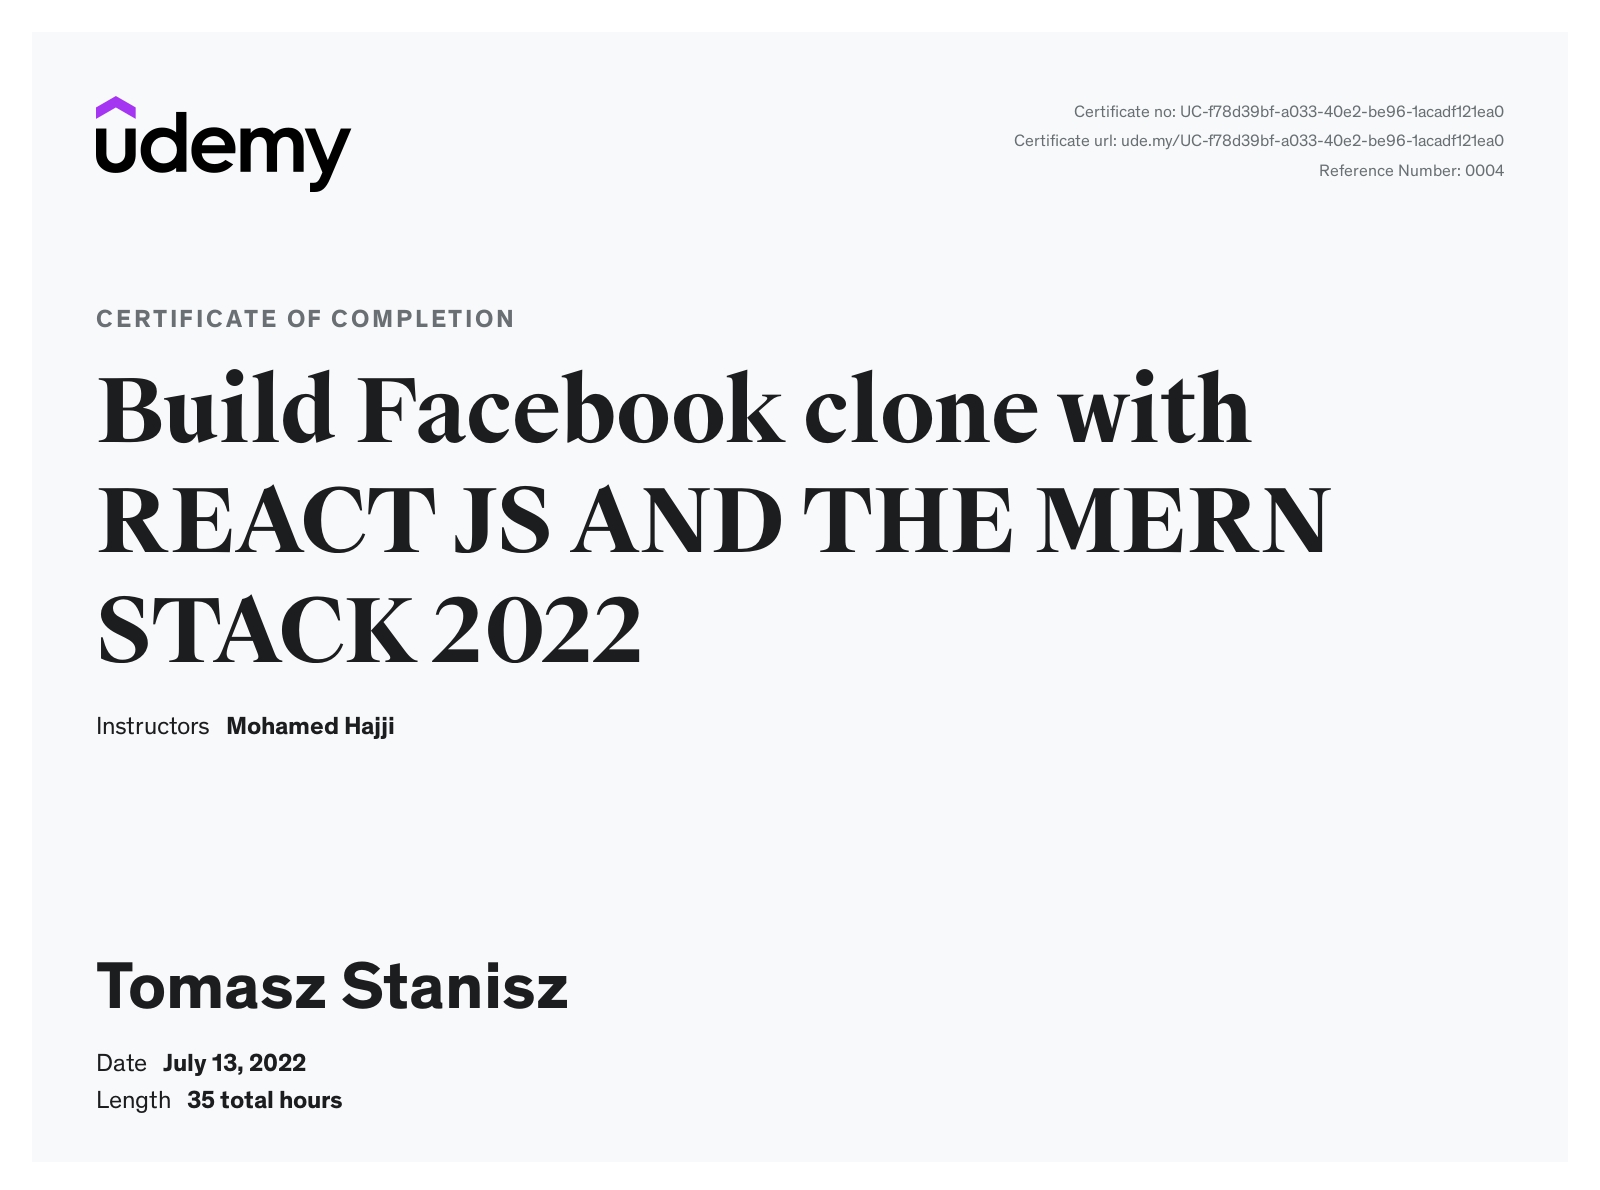 udemy
Certificate no: UC-f78d39bf-a033-40e2-be96-1acadf121ea0
Certificate url: ude.my/UC-f78d39bf-a033-40e2-be96-1acadf121ea0
Reference Number: 0004
CERTIFICATE OF COMPLETION
Build Facebook clone with
REACT JS AND THE MERN
STACK 2022
Instructors Mohamed Hajji
Tomasz Stanisz
Date July 13, 2022
Length 35 total hours